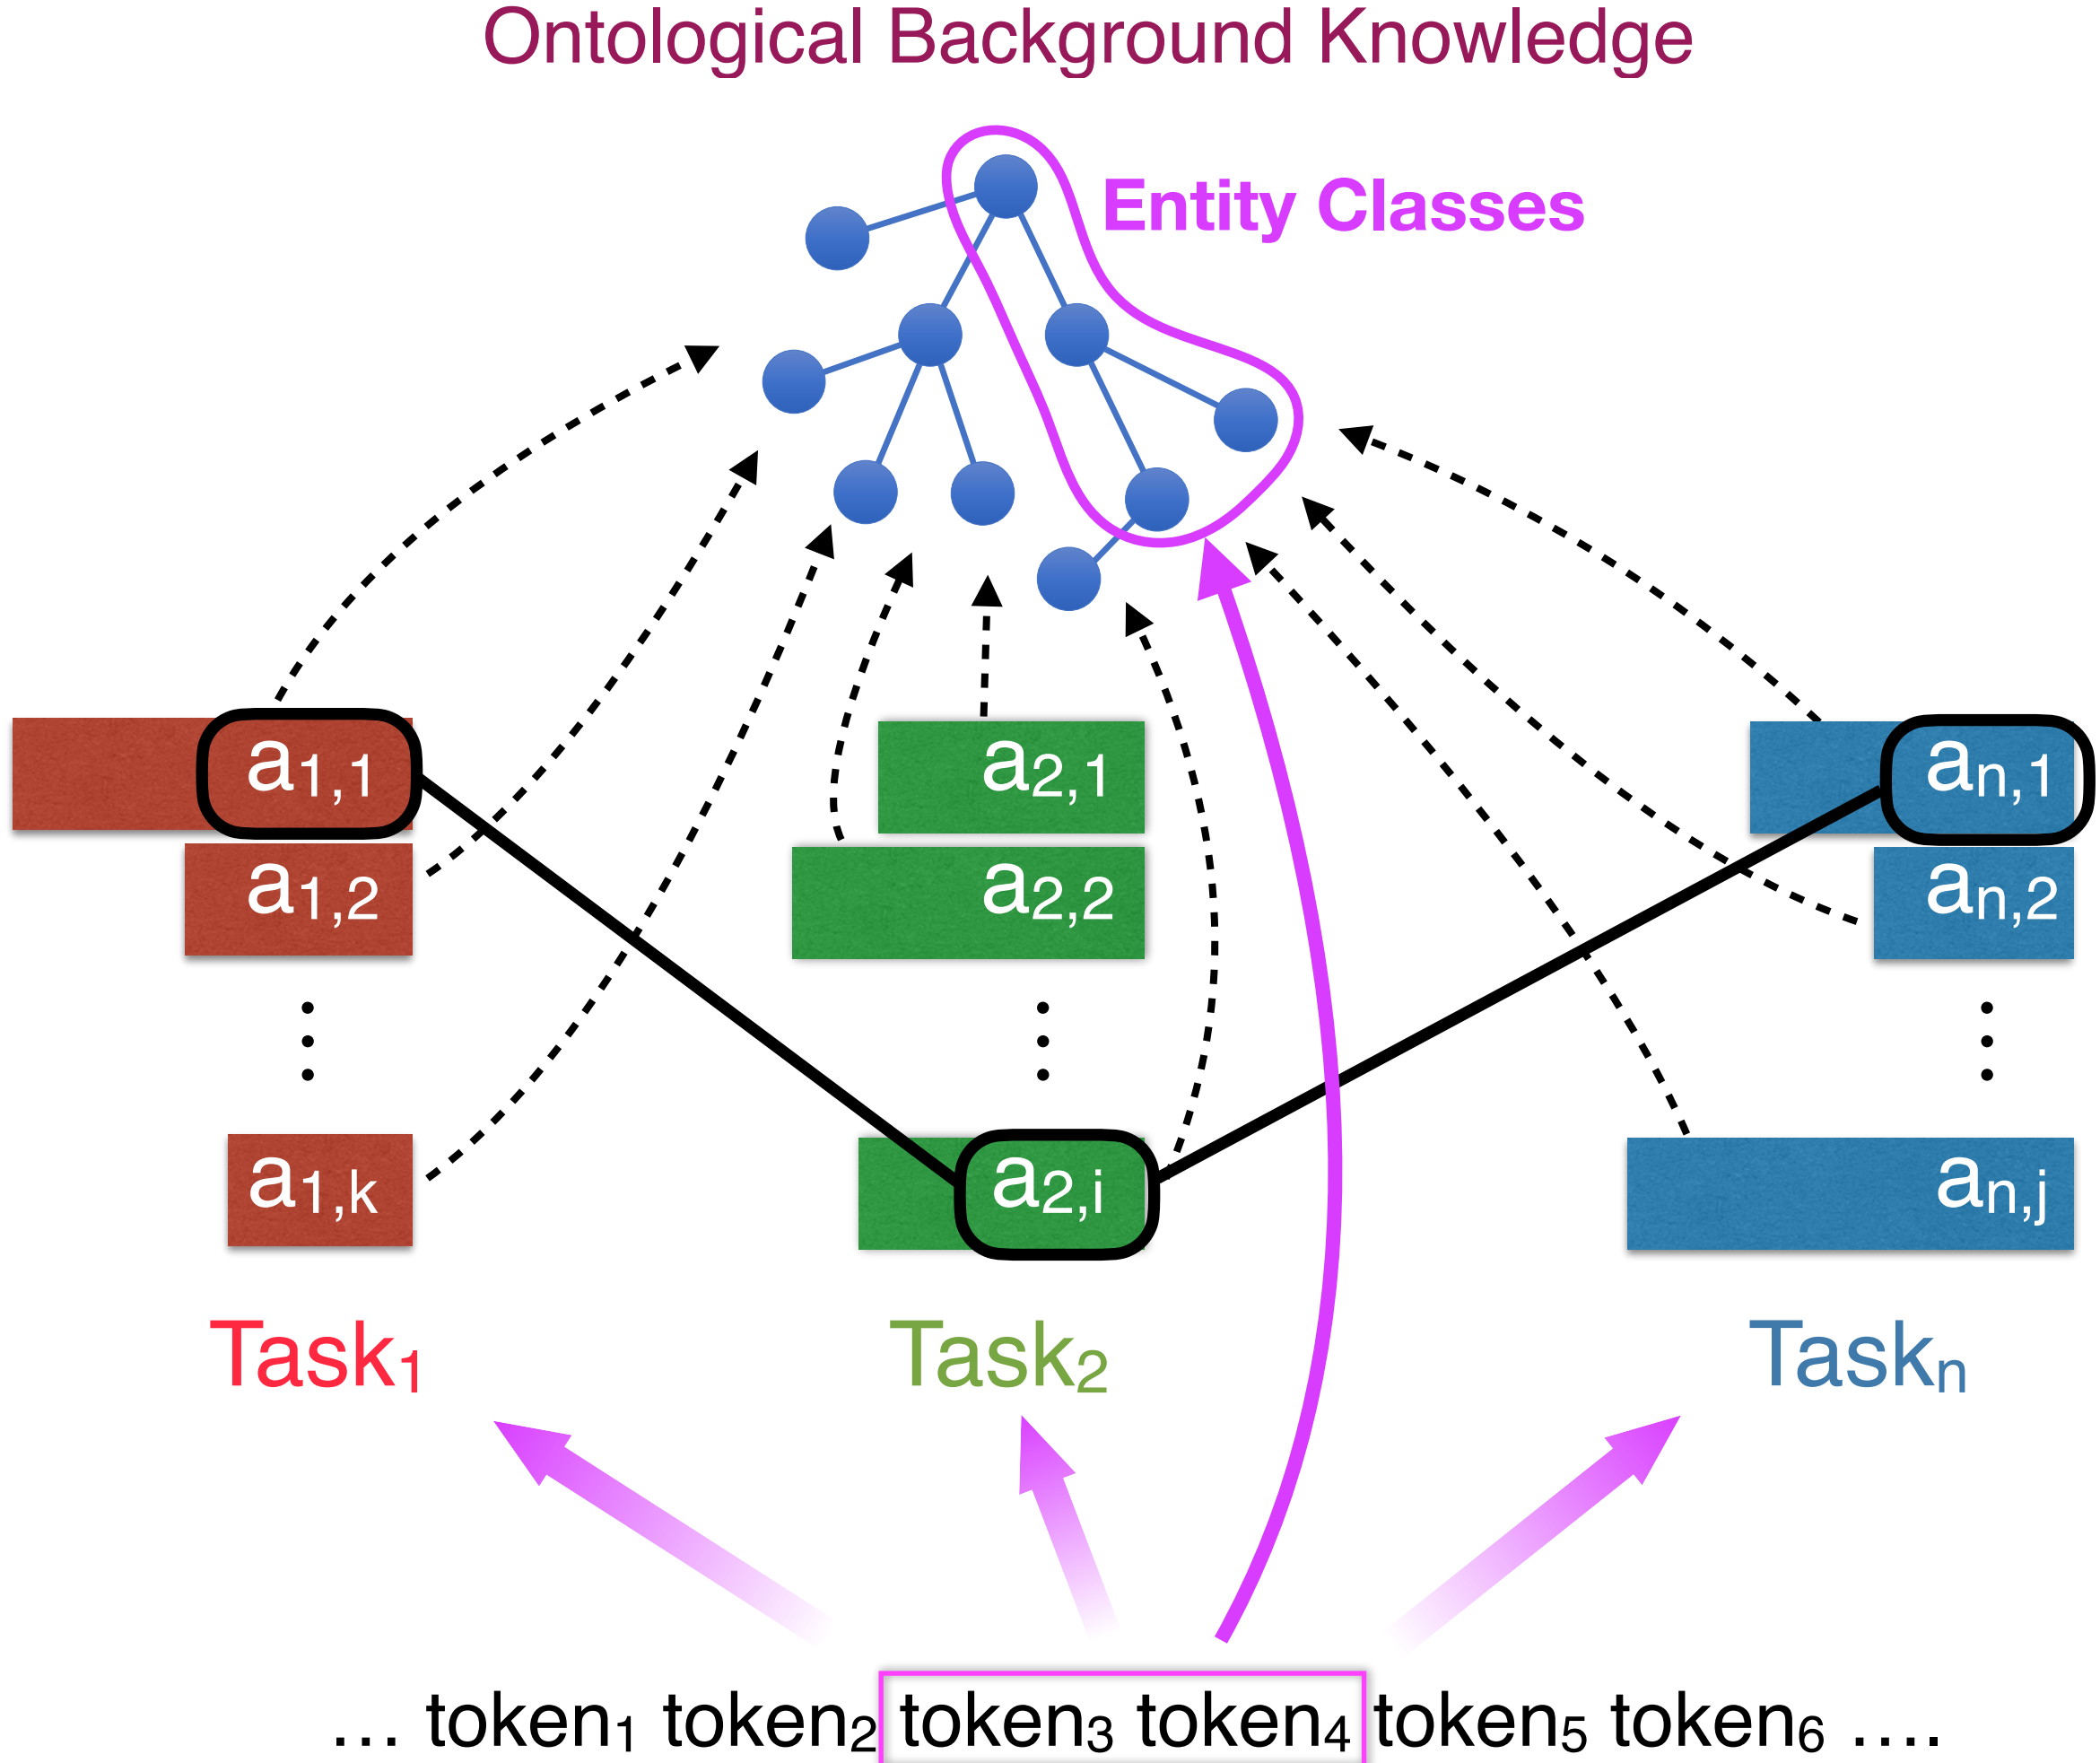 Ontological Background Knowledge
Entity Classes
a1,1 a2,1 an,1
a1,2 a2,2 an,2
a1,k a2,i an,j
Task1 Task2 Taskn
... token1 token2 token3 token4 token5 token6 ....